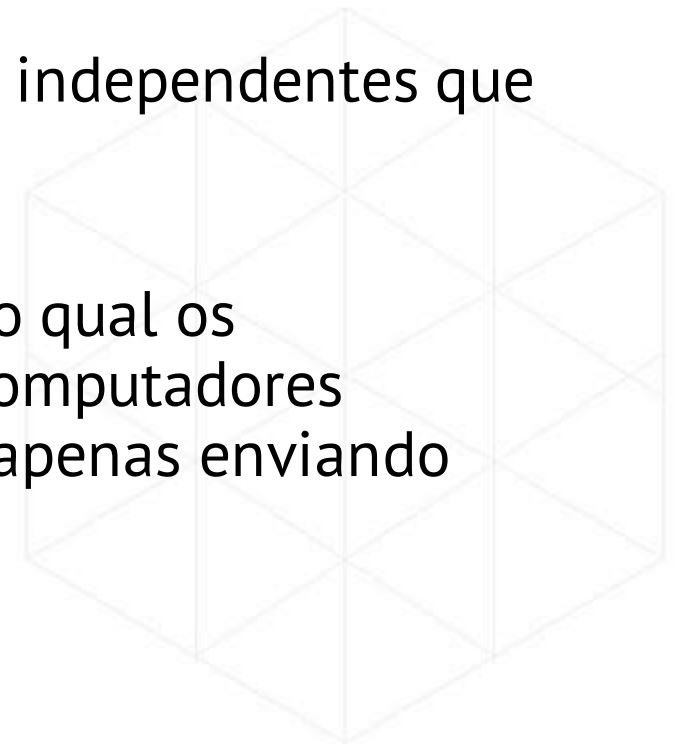 independentes que
o qual os
omputadores
apenas enviando